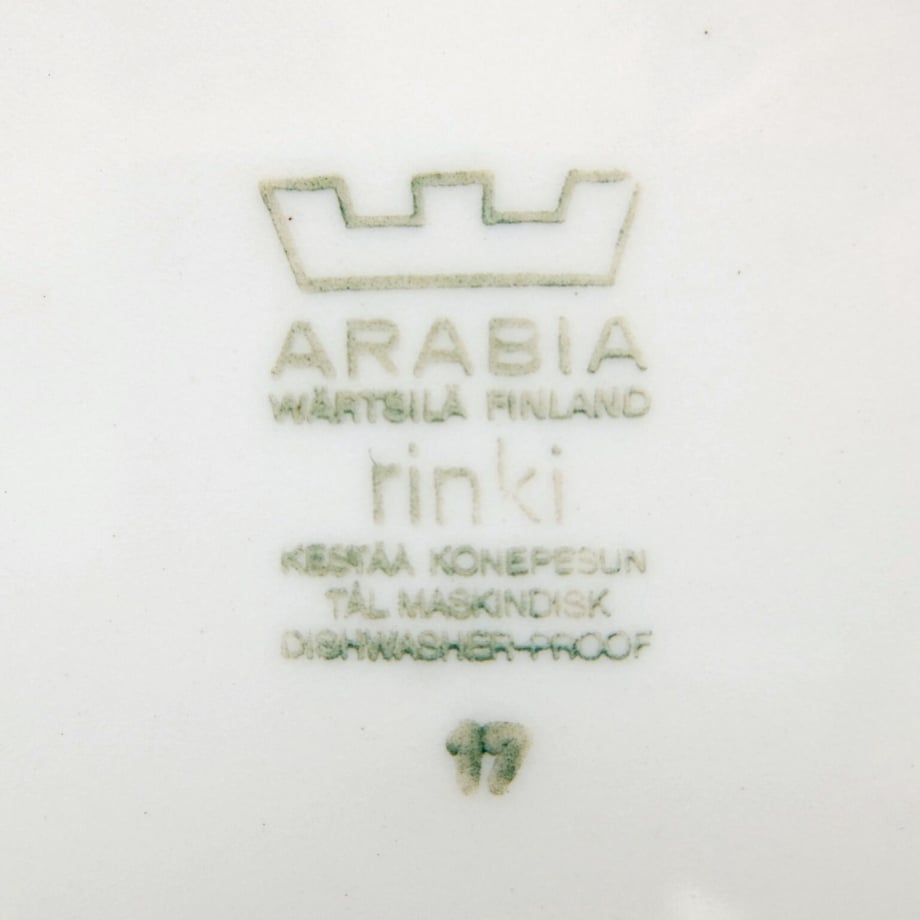 ARABIA
WÄRTSILÄ FINLAND
rinki
KESTÄÄ KONEPESUN
TÅL MASKINDISK
DISHWASHER-PROOF
17